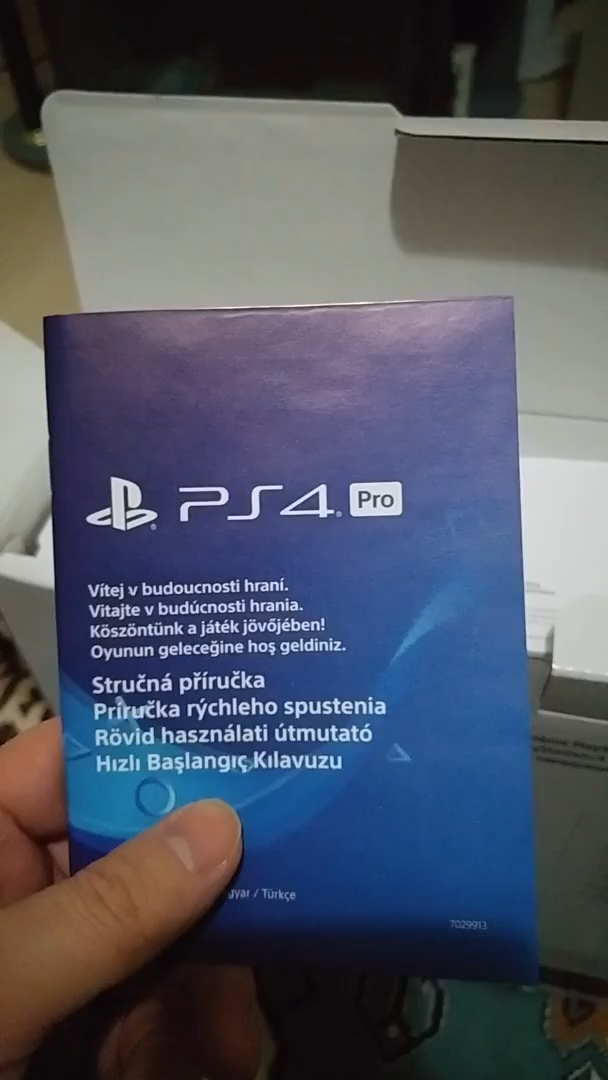 PS4 Pro
Vítej v budoucnosti hraní.
Vitajte v budúcnosti hrania.
Köszöntünk a játék jövőjében!
Oyunun geleceğine hoş geldiniz.
Stručná příručka
Príručka rýchleho spustenia
Rövid használati útmutató
Hızlı Başlangıç Kılavuzu
/ Türkçe
7029913